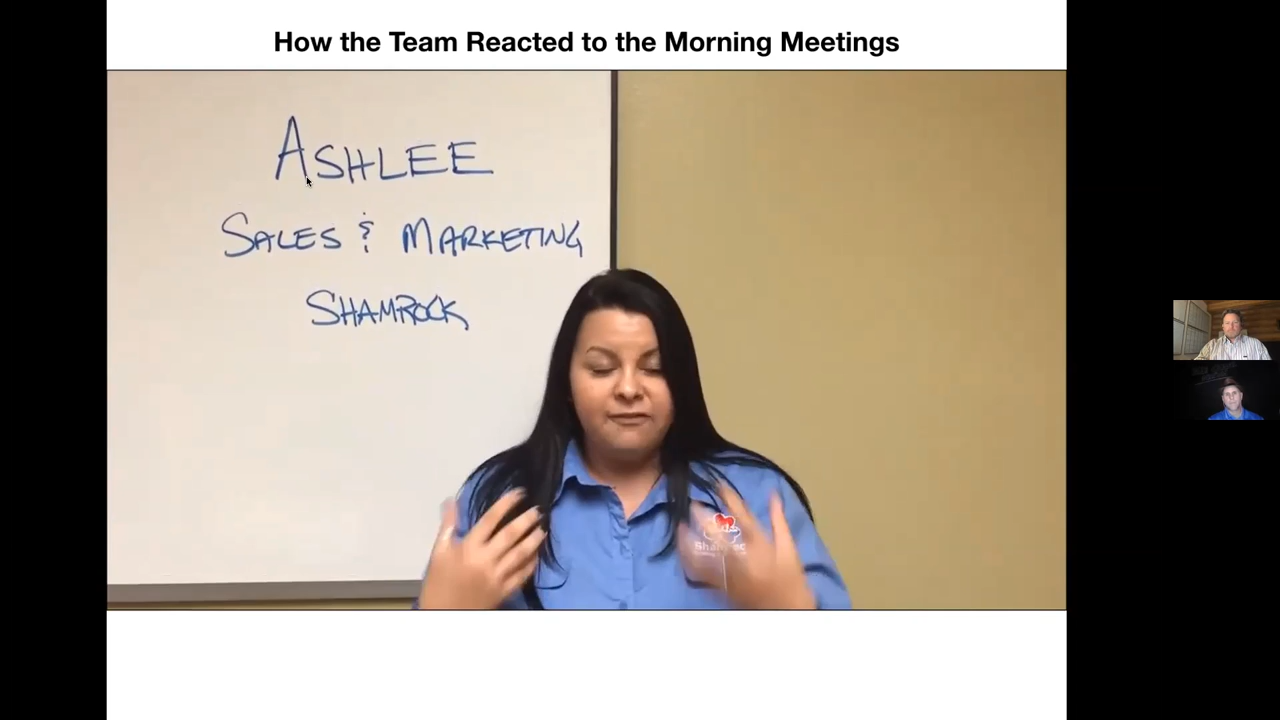 How the Team Reacted to the Morning Meetings
ASHLEE
SALES & MARKETING
SHAMROCK